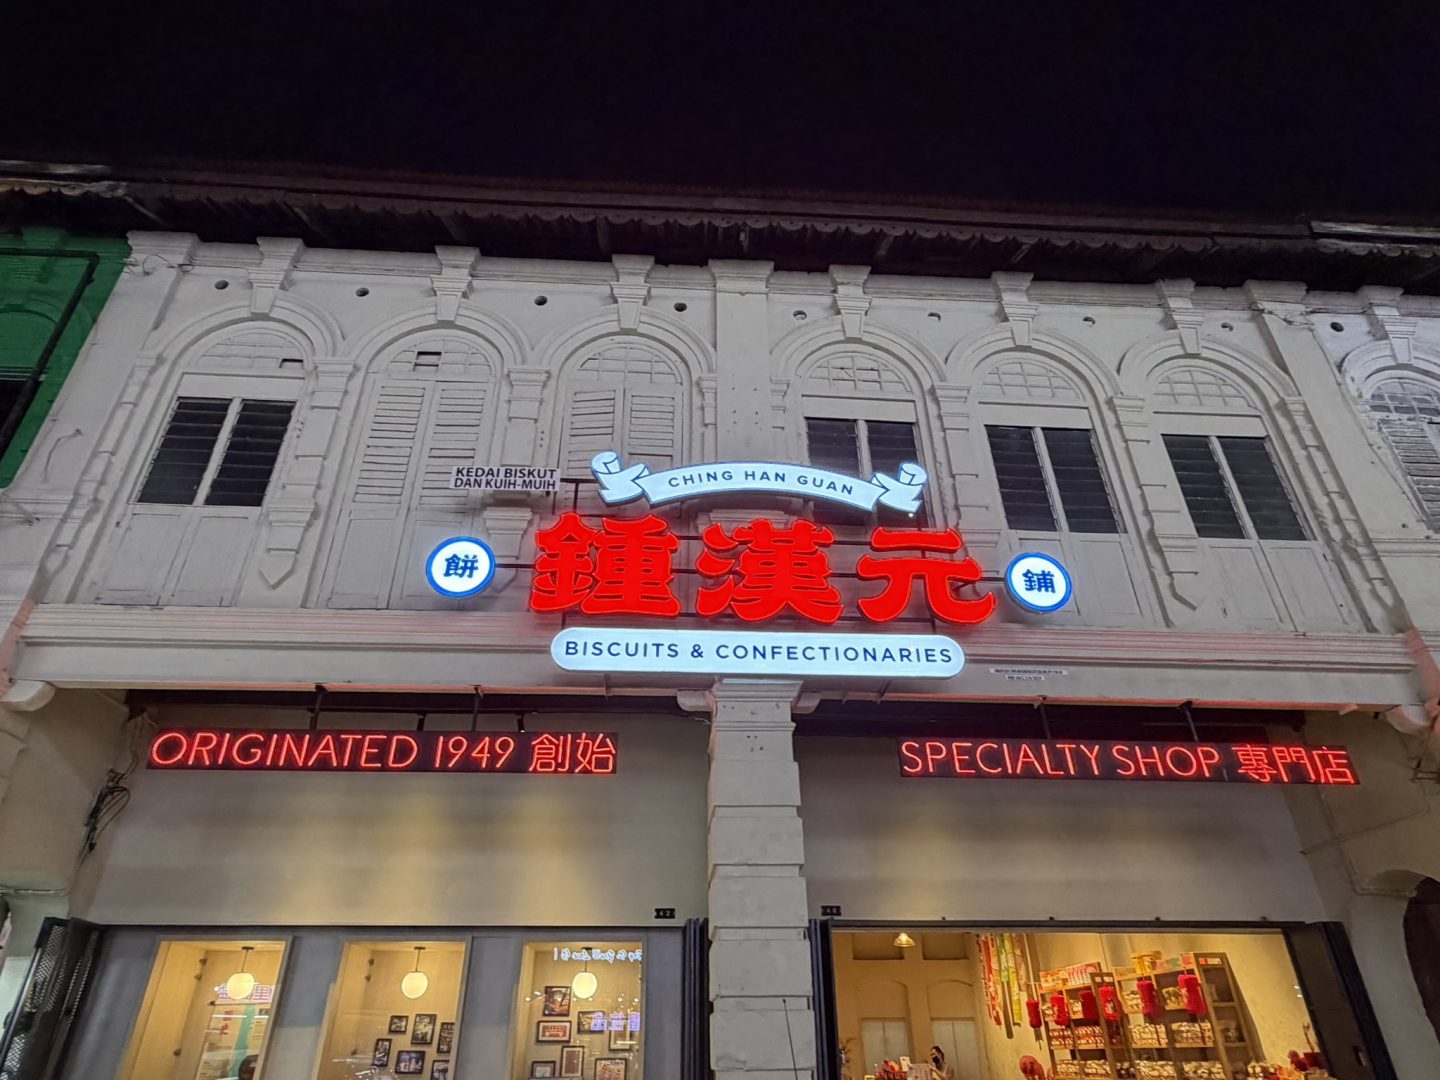 KEDAI BISKUT
DAN KUIH-MUIH
CHING HAN GUAN
餅
鍾漢元
鋪
BISCUITS & CONFECTIONARIES
ORIGINATED 1949 創始
SPECIALTY SHOP 專門店
42